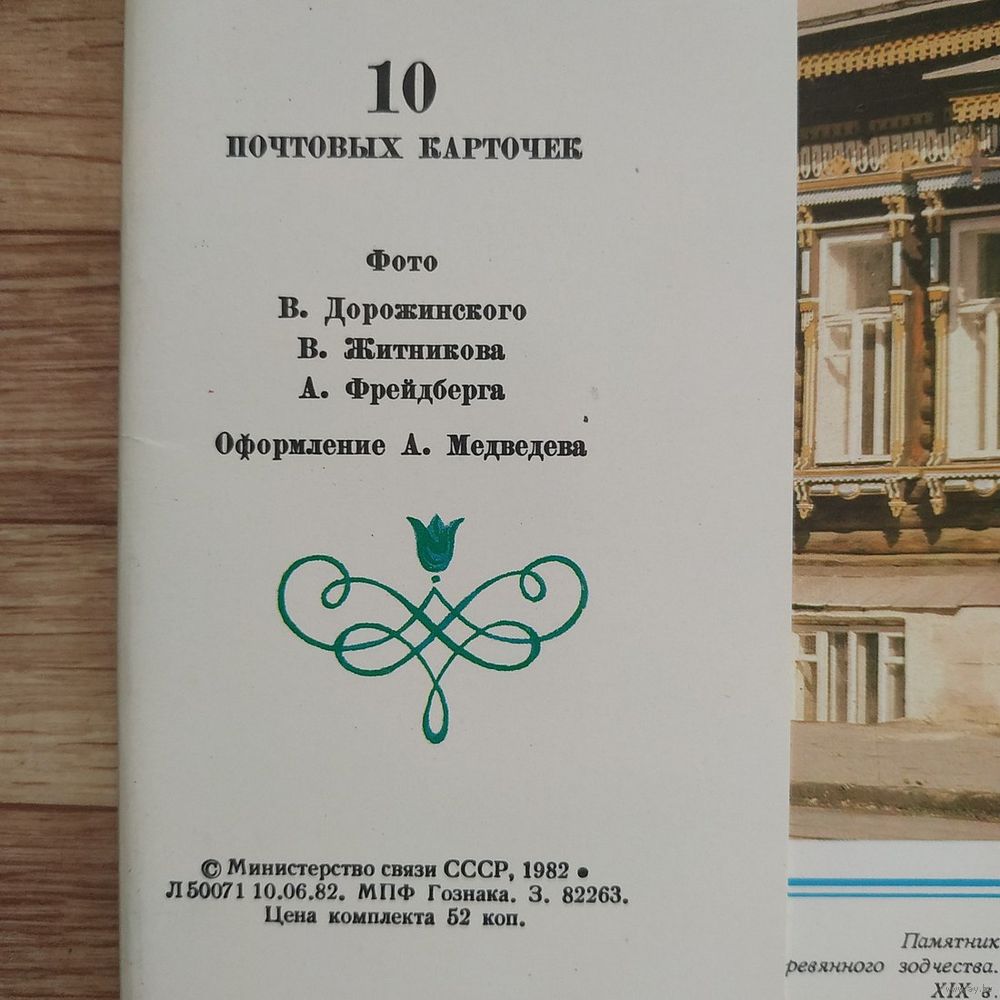 10
ПОЧТОВЫХ КАРТОЧЕК
Фото
В. Дорожинского
В. Житникова
А. Фрейдберга
Оформление А. Медведева
© Министерство связи СССР, 1982 •
Л 50071 10.06.82. МПФ Гознака. З. 82263.
Цена комплекта 52 коп.
Памятник
ревянного зодчества.
XIX в.